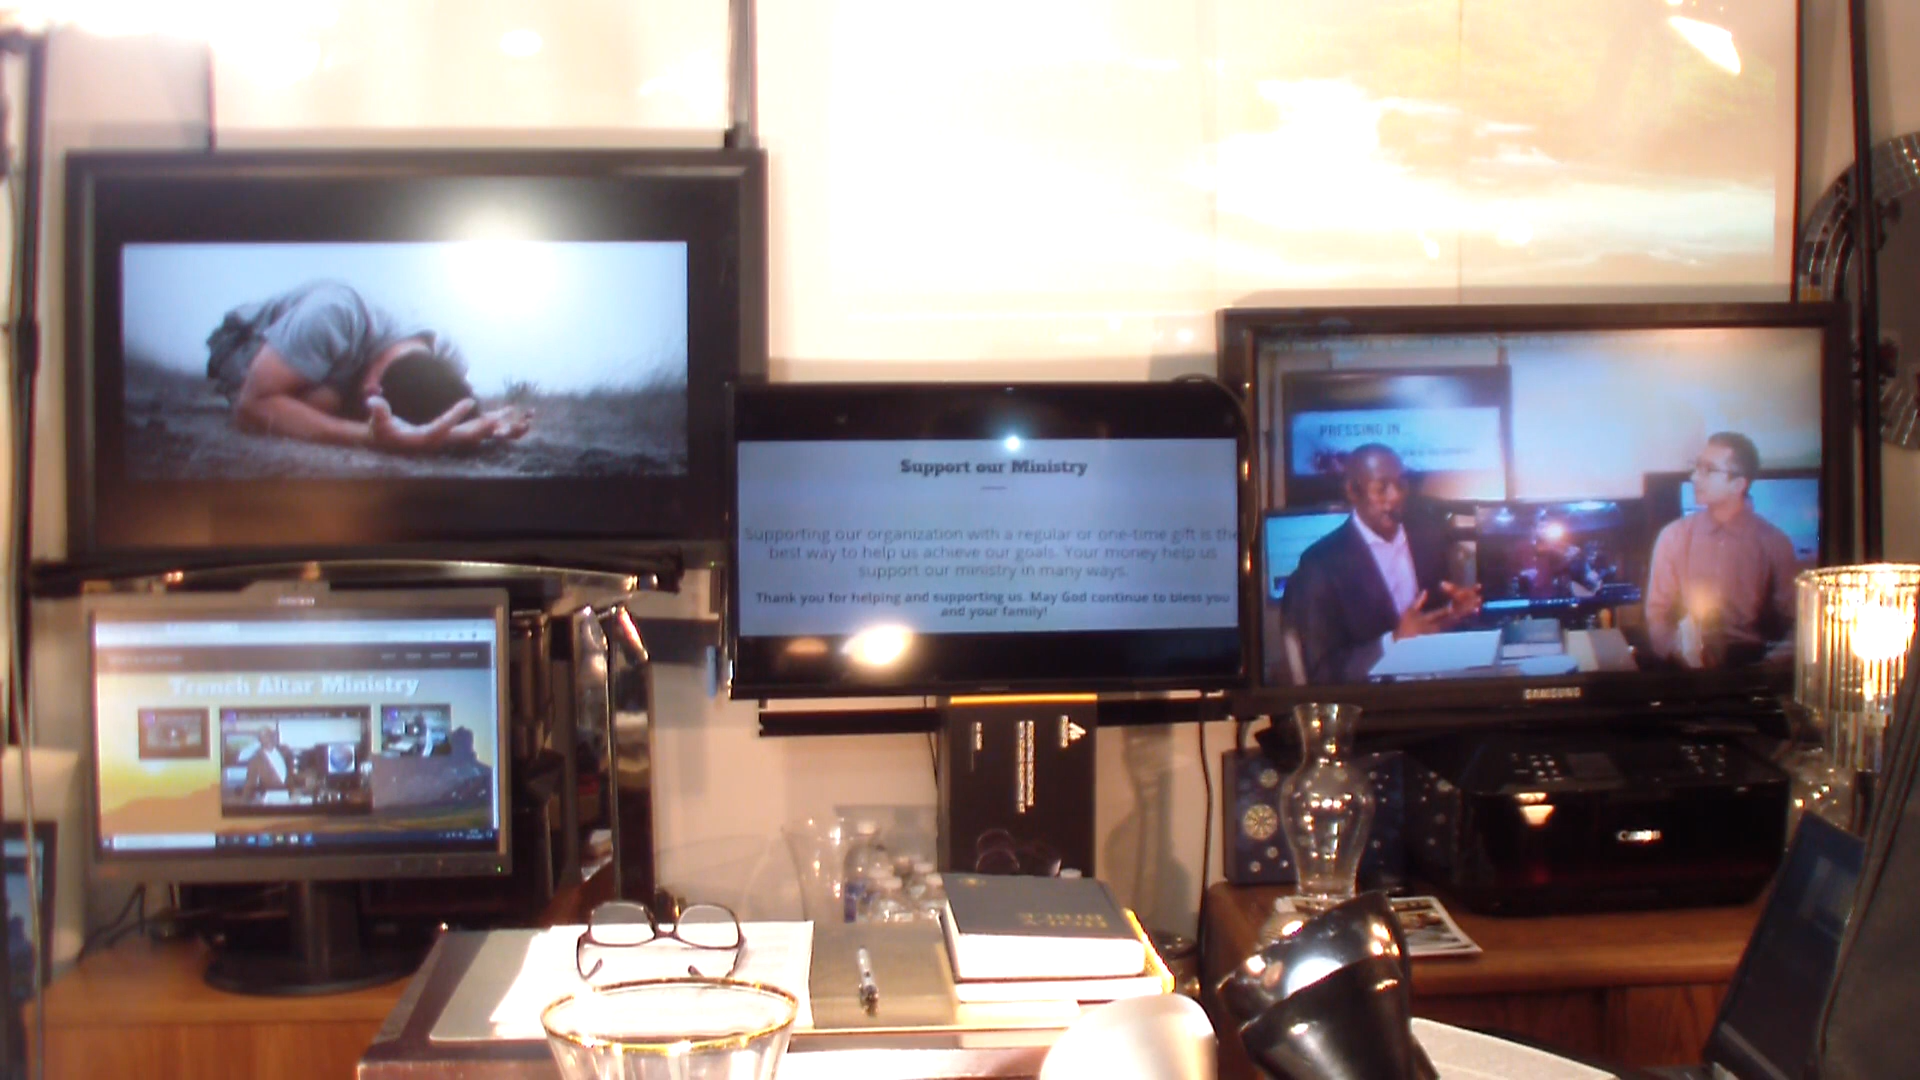 PRESSING IN
Support our Ministry
Supporting our organization with a regular or one-time gift is the
best way to help us achieve our goals. Your money help us
support our ministry in many ways.
Thank you for helping and supporting us. May God continue to bless you
and your family!
Trench Altar Ministry
SAMSUNG
Canon
HOLY
BIBLE